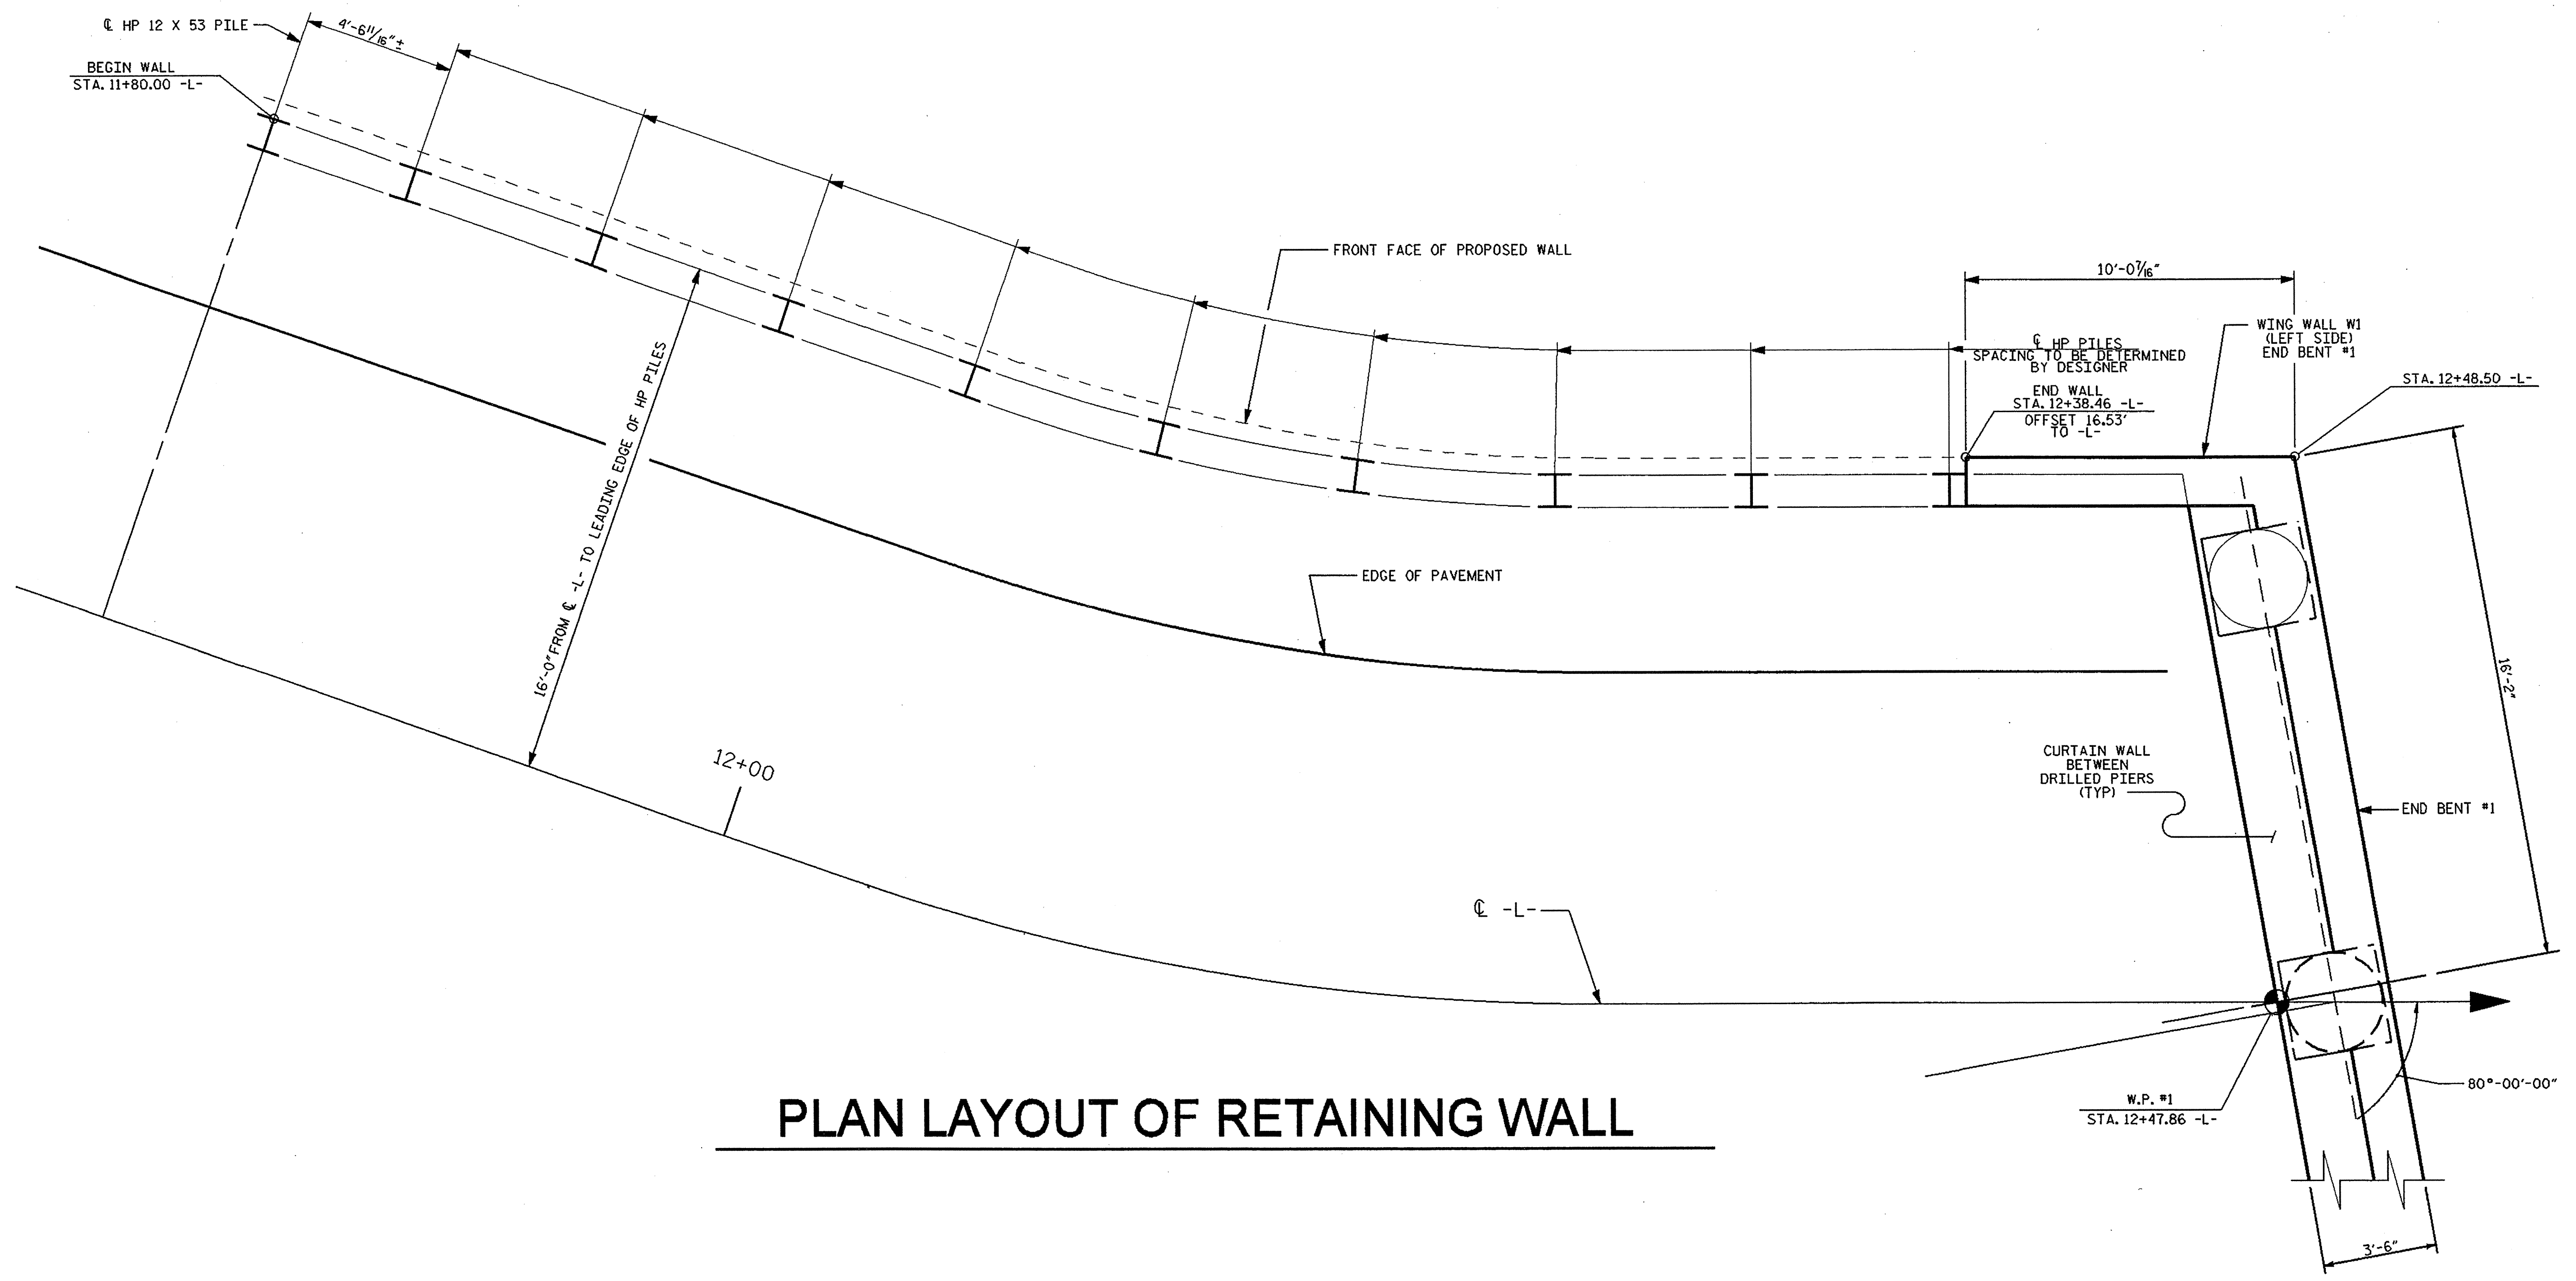 ℄ HP 12 X 53 PILE
4'-6 11/16"±
BEGIN WALL
STA. 11+80.00 -L-
FRONT FACE OF PROPOSED WALL
10'-0 7/16"
WING WALL W1
(LEFT SIDE)
END BENT #1
℄ HP PILES
SPACING TO BE DETERMINED
BY DESIGNER
STA. 12+48.50 -L-
END WALL
STA. 12+38.46 -L-
OFFSET 16.53'
TO -L-
16'-0" FROM ℄ -L- TO LEADING EDGE OF HP PILES
EDGE OF PAVEMENT
16'-2"
12+00
CURTAIN WALL
BETWEEN
DRILLED PIERS
(TYP)
END BENT #1
℄ -L-
80°-00'-00"
W.P. #1
STA. 12+47.86 -L-
PLAN LAYOUT OF RETAINING WALL
3'-6"